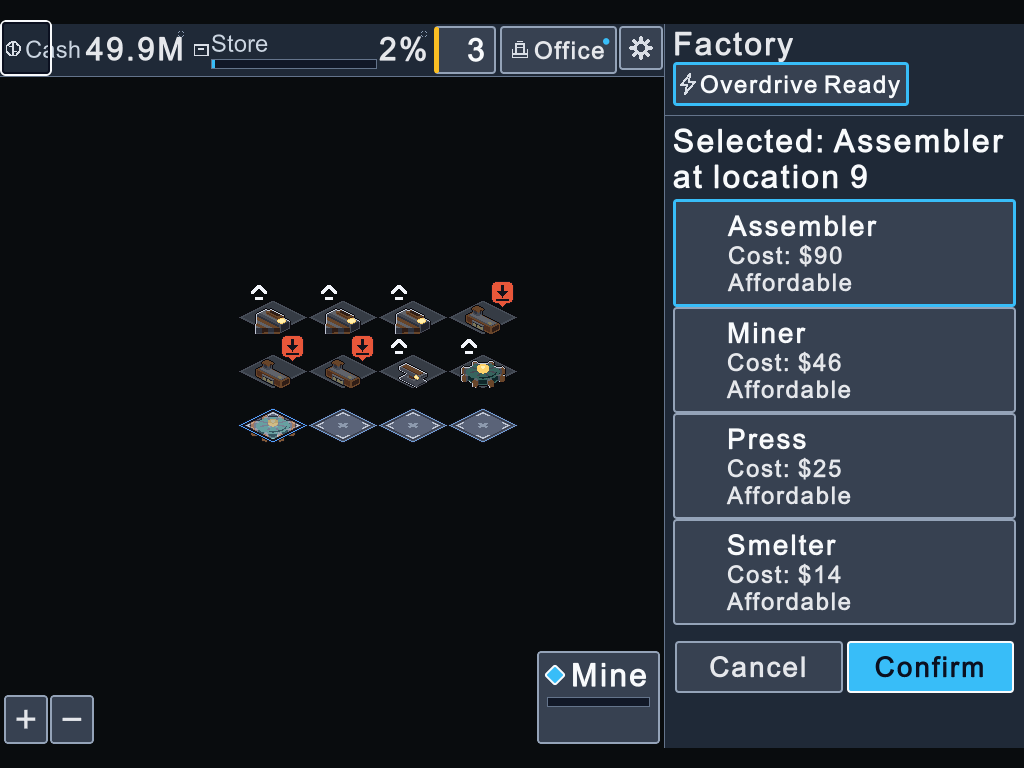 Cash 49.9M
Store
2%
3
Office
Factory
Overdrive Ready
Selected: Assembler
at location 9
Assembler
Cost: $90
Affordable
Miner
Cost: $46
Affordable
Press
Cost: $25
Affordable
Smelter
Cost: $14
Affordable
Cancel
Confirm
Mine
+
−